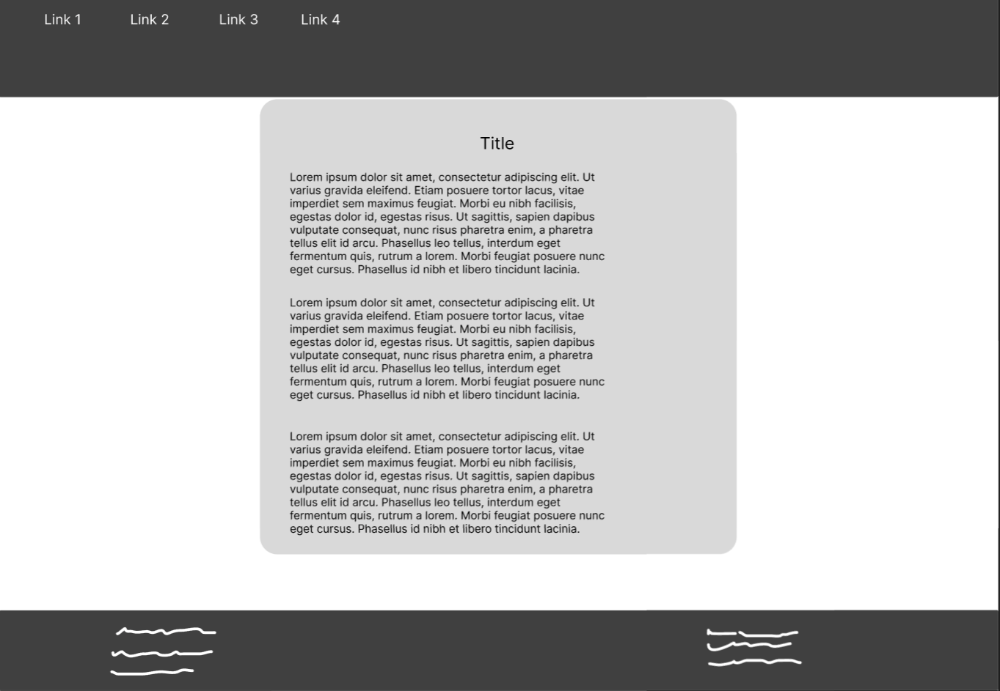 Link 1 Link 2 Link 3 Link 4
Title
Lorem ipsum dolor sit amet, consectetur adipiscing elit. Ut
varius gravida eleifend. Etiam posuere tortor lacus, vitae
imperdiet sem maximus feugiat. Morbi eu nibh facilisis,
egestas dolor id, egestas risus. Ut sagittis, sapien dapibus
vulputate consequat, nunc risus pharetra enim, a pharetra
tellus elit id arcu. Phasellus leo tellus, interdum eget
fermentum quis, rutrum a lorem. Morbi feugiat posuere nunc
eget cursus. Phasellus id nibh et libero tincidunt lacinia.
Lorem ipsum dolor sit amet, consectetur adipiscing elit. Ut
varius gravida eleifend. Etiam posuere tortor lacus, vitae
imperdiet sem maximus feugiat. Morbi eu nibh facilisis,
egestas dolor id, egestas risus. Ut sagittis, sapien dapibus
vulputate consequat, nunc risus pharetra enim, a pharetra
tellus elit id arcu. Phasellus leo tellus, interdum eget
fermentum quis, rutrum a lorem. Morbi feugiat posuere nunc
eget cursus. Phasellus id nibh et libero tincidunt lacinia.
Lorem ipsum dolor sit amet, consectetur adipiscing elit. Ut
varius gravida eleifend. Etiam posuere tortor lacus, vitae
imperdiet sem maximus feugiat. Morbi eu nibh facilisis,
egestas dolor id, egestas risus. Ut sagittis, sapien dapibus
vulputate consequat, nunc risus pharetra enim, a pharetra
tellus elit id arcu. Phasellus leo tellus, interdum eget
fermentum quis, rutrum a lorem. Morbi feugiat posuere nunc
eget cursus. Phasellus id nibh et libero tincidunt lacinia.